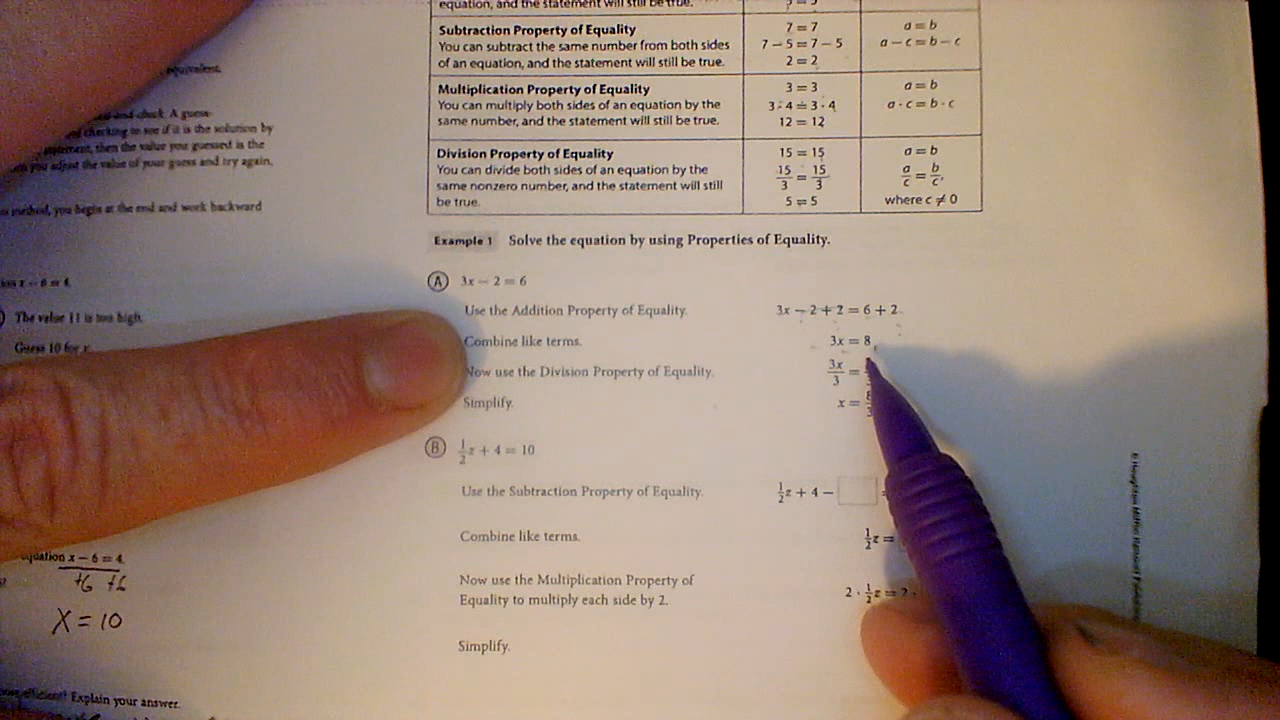 equation, and the statement will still be true.
Subtraction Property of Equality
You can subtract the same number from both sides
of an equation, and the statement will still be true.
7 = 7
7 − 5 = 7 − 5
2 = 2
a = b
a − c = b − c
Multiplication Property of Equality
You can multiply both sides of an equation by the
same number, and the statement will still be true.
3 = 3
3 · 4 = 3 · 4
12 = 12
a = b
a · c = b · c
Division Property of Equality
You can divide both sides of an equation by the
same nonzero number, and the statement will still
be true.
15 = 15
15/3 = 15/3
5 = 5
a = b
a/c = b/c,
where c ≠ 0
equivalent.
and check. A guess
checking to see if it is the solution by
statement, then the value you guessed is the
you adjust the value of your guess and try again,
method, you begin at the end and work backward
x − 6 = 4.
The value 11 is too high.
Guess 10 for x.
equation x − 6 = 4.
+6 +6
X = 10
Explain your answer.
Example 1 Solve the equation by using Properties of Equality.
A 3x − 2 = 6
Use the Addition Property of Equality. 3x − 2 + 2 = 6 + 2
Combine like terms. 3x = 8
Now use the Division Property of Equality. 3x/3 =
Simplify. x =
B 1/2 z + 4 = 10
Use the Subtraction Property of Equality. 1/2 z + 4 −
Combine like terms. 1/2 z =
Now use the Multiplication Property of
Equality to multiply each side by 2. 2 · 1/2 z = 2 ·
Simplify.
© Houghton Mifflin Harcourt